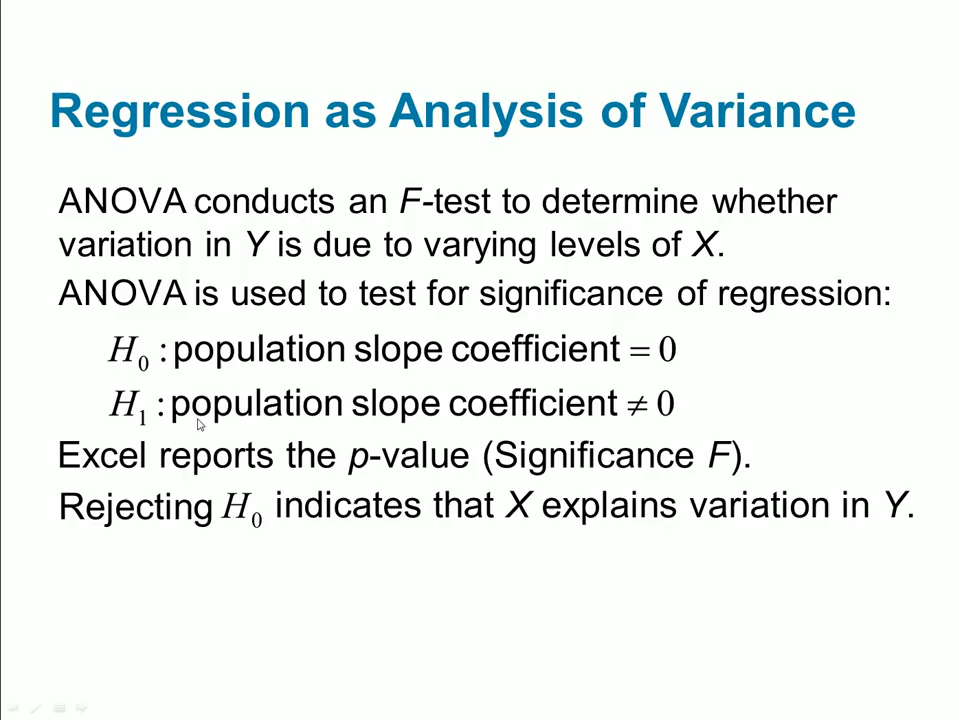 Regression as Analysis of Variance
ANOVA conducts an F-test to determine whether
variation in Y is due to varying levels of X.
ANOVA is used to test for significance of regression:
H₀ : population slope coefficient = 0
H₁ : population slope coefficient ≠ 0
Excel reports the p-value (Significance F).
Rejecting H₀ indicates that X explains variation in Y.